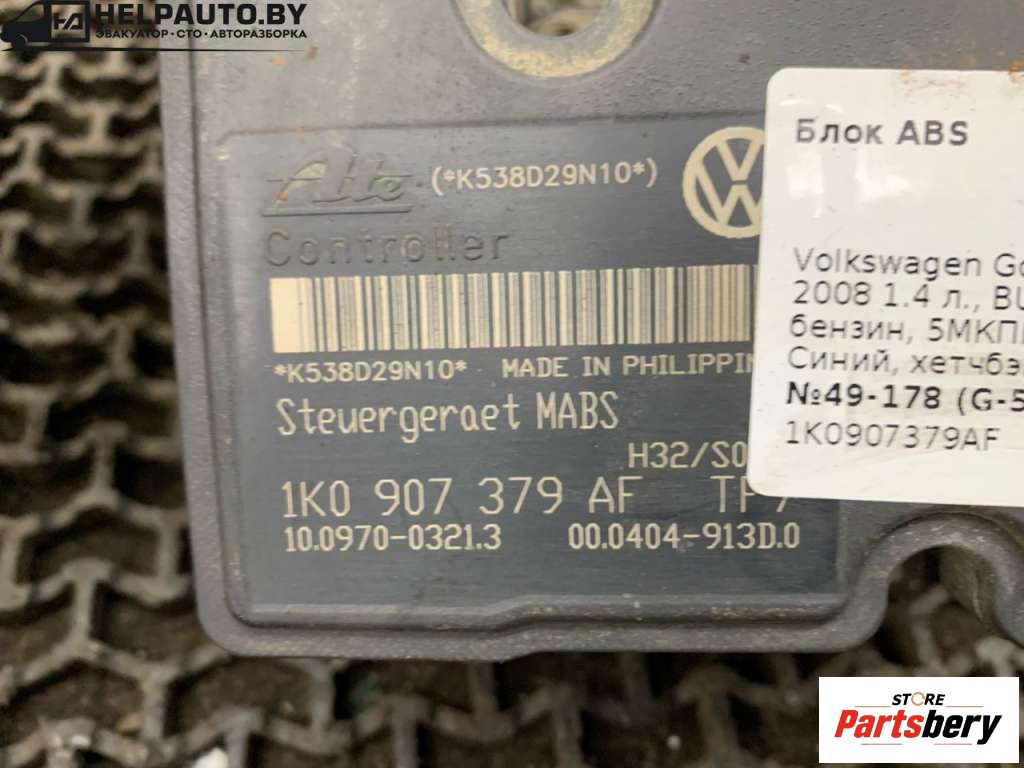 HELPAUTO.BY
ЭВАКУАТОР·СТО·АВТОРАЗБОРКА
Ate
(*K538D29N10*)
Controller
*K538D29N10* MADE IN PHILIPPIN
Steuergeraet MABS
H32/S0
1K0 907 379 AF
10.0970-0321.3 00.0404-913D.0
Блок ABS
Volkswagen Go
2008 1.4 л., BU
бензин, 5МКП
Синий, хетчбэ
№49-178 (G-5
1K0907379AF
STORE
Partsbery